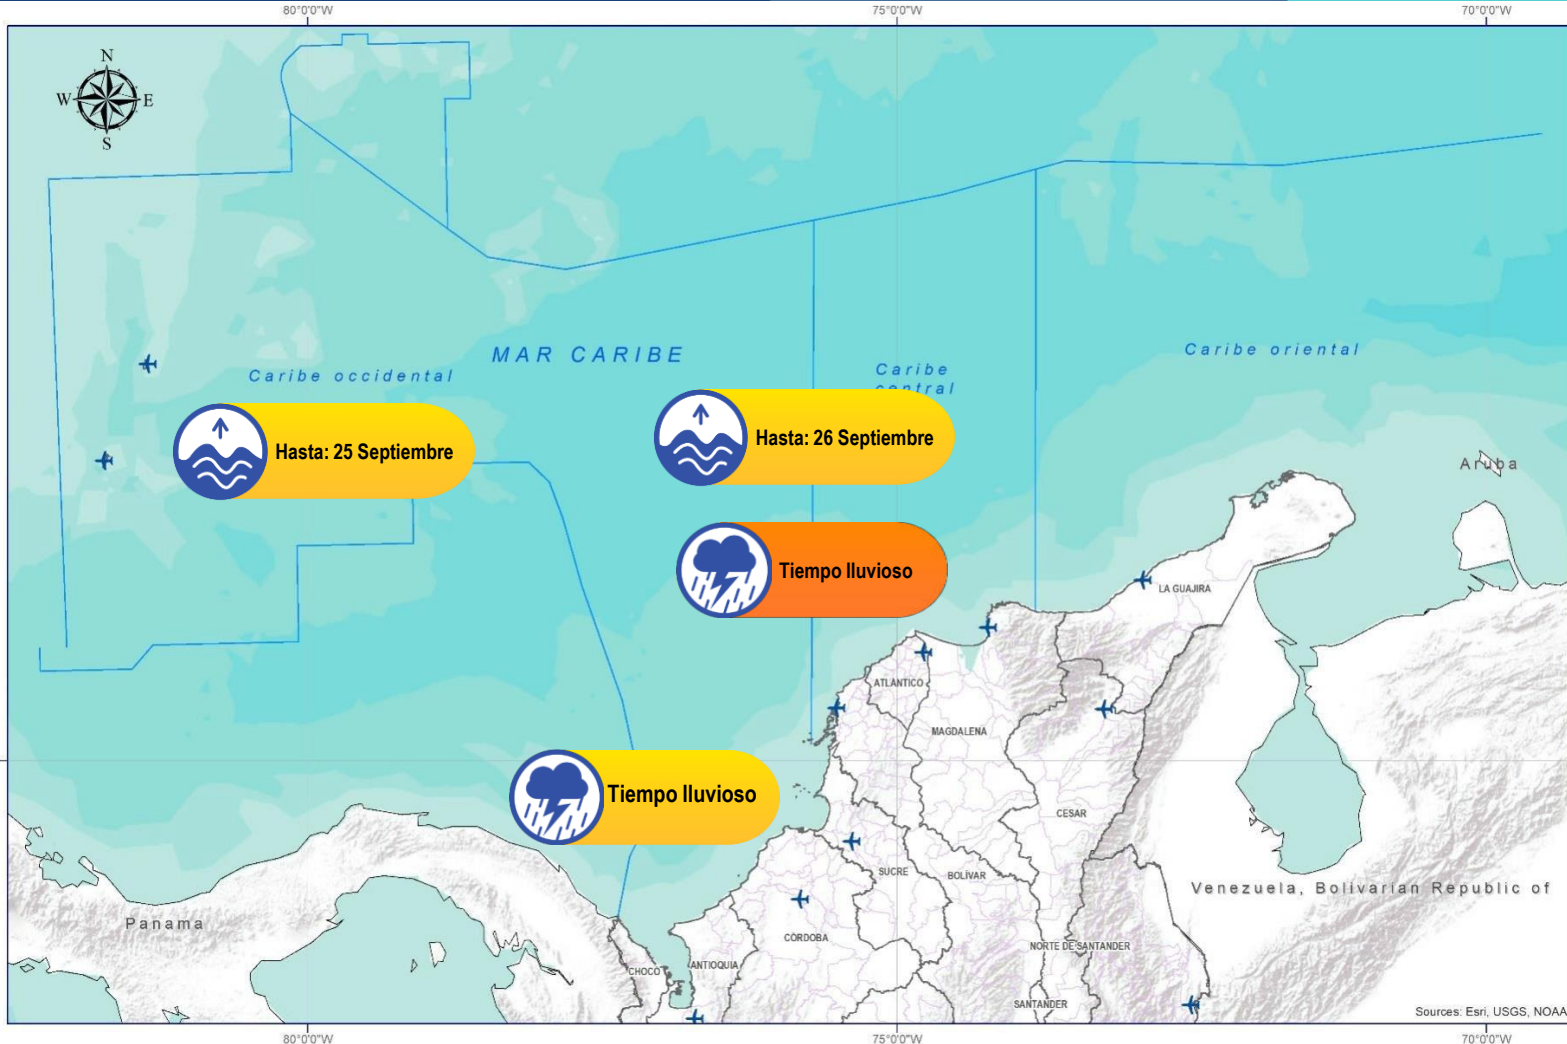 80°0'0"W
75°0'0"W
70°0'0"W
N
W
E
S
MAR CARIBE
Caribe occidental
Caribe
central
Caribe oriental
Hasta: 25 Septiembre
Hasta: 26 Septiembre
Aruba
Tiempo lluvioso
LA GUAJIRA
ATLANTICO
MAGDALENA
Tiempo lluvioso
CESAR
SUCRE
BOLÍVAR
Venezuela, Bolivarian Republic of
Panama
CORDOBA
NORTE DE SANTANDER
CHOCO
ANTIOQUIA
SANTANDER
Sources: Esri, USGS, NOAA
80°0'0"W
75°0'0"W
70°0'0"W